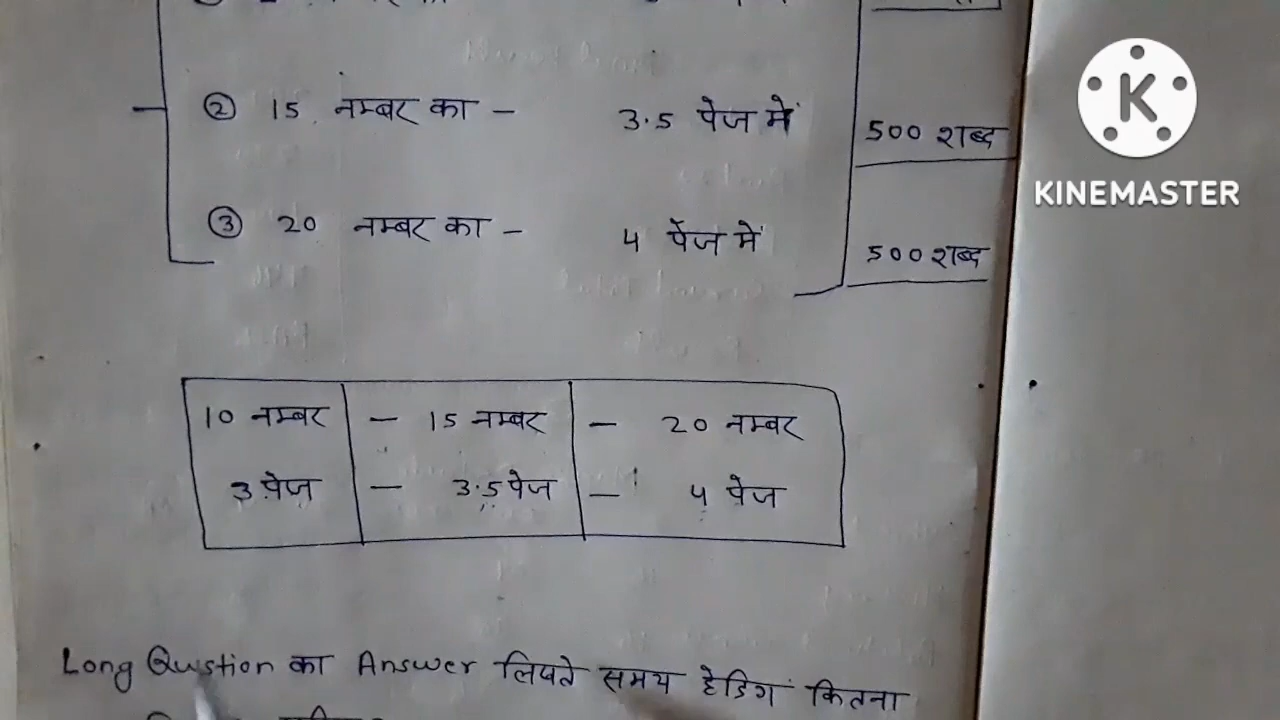 ② 15 नम्बर का - 3.5 पेज में
500 शब्द
③ 20 नम्बर का - 4 पेज में
500 शब्द
KINEMASTER
10 नम्बर - 15 नम्बर - 20 नम्बर
3 पेज - 3.5 पेज - 4 पेज
Long Qustion का Answer लिखते समय हेडिंग कितना